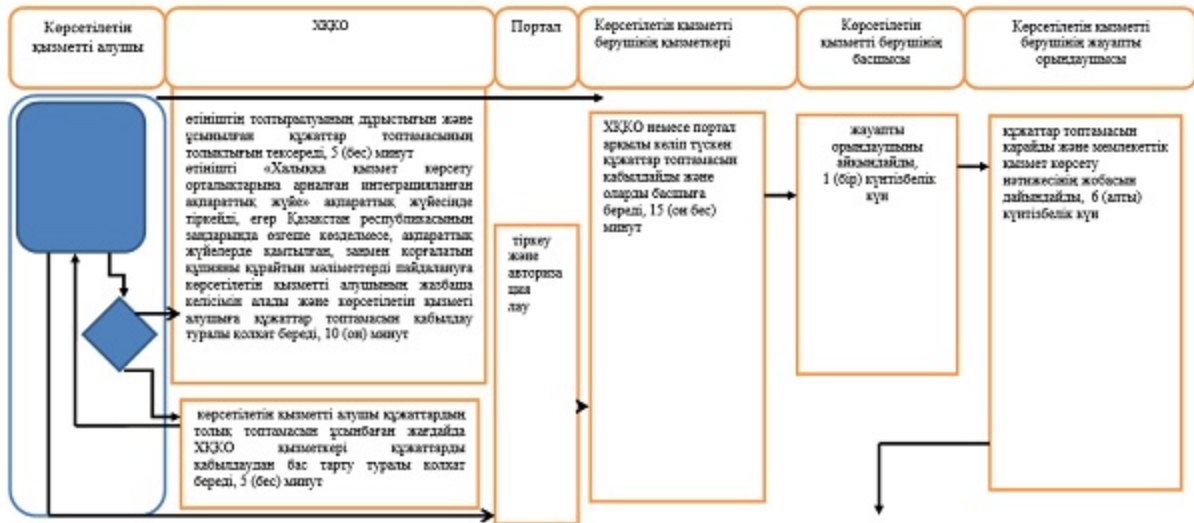 Көрсетілетін
қызметті алушы
ХҚКО
Портал
Көрсетілетін қызметті
берушінің қызметкері
Көрсетілетін
қызметті берушінің
басшысы
Көрсетілетін қызметті
берушінің жауапты
орындаушысы
өтініштің толтырылуының дұрыстығын және
ұсынылған құжаттар топтамасының
толықтығын тексереді, 5 (бес) минут
өтінішті «Халыққа қызмет көрсету
орталықтарына арналған интеграцияланған
ақпараттық жүйе» ақпараттық жүйесінде
тіркейді, егер Қазақстан республикасының
заңдарында өзгеше көзделмесе, ақпараттық
жүйелерде қамтылған, заңмен қорғалатын
құпияны құрайтын мәліметтерді пайдалануға
көрсетілетін қызметті алушының жазбаша
келісімін алады және көрсетілетін қызметі
алушыға құжаттар топтамасын қабылдау
туралы қолхат береді, 10 (он) минут
көрсетілетін қызметті алушы құжаттардың
толық топтамасын ұсынбаған жағдайда
ХҚКО қызметкері құжаттарды
қабылдаудан бас тарту туралы қолхат
береді, 5 (бес) минут
тіркеу
және
авториза
ция
лау
ХҚКО немесе портал
арқылы келіп түскен
құжаттар топтамасын
қабылдайды және
оларды басшыға
береді, 15 (он бес)
минут
жауапты
орындаушыны
айқындайды,
1 (бір) күнтізбелік
күн
құжаттар топтамасын
қарайды және мемлекеттік
қызмет көрсету
нәтижесінің жобасын
дайындайды, 6 (алты)
күнтізбелік күн